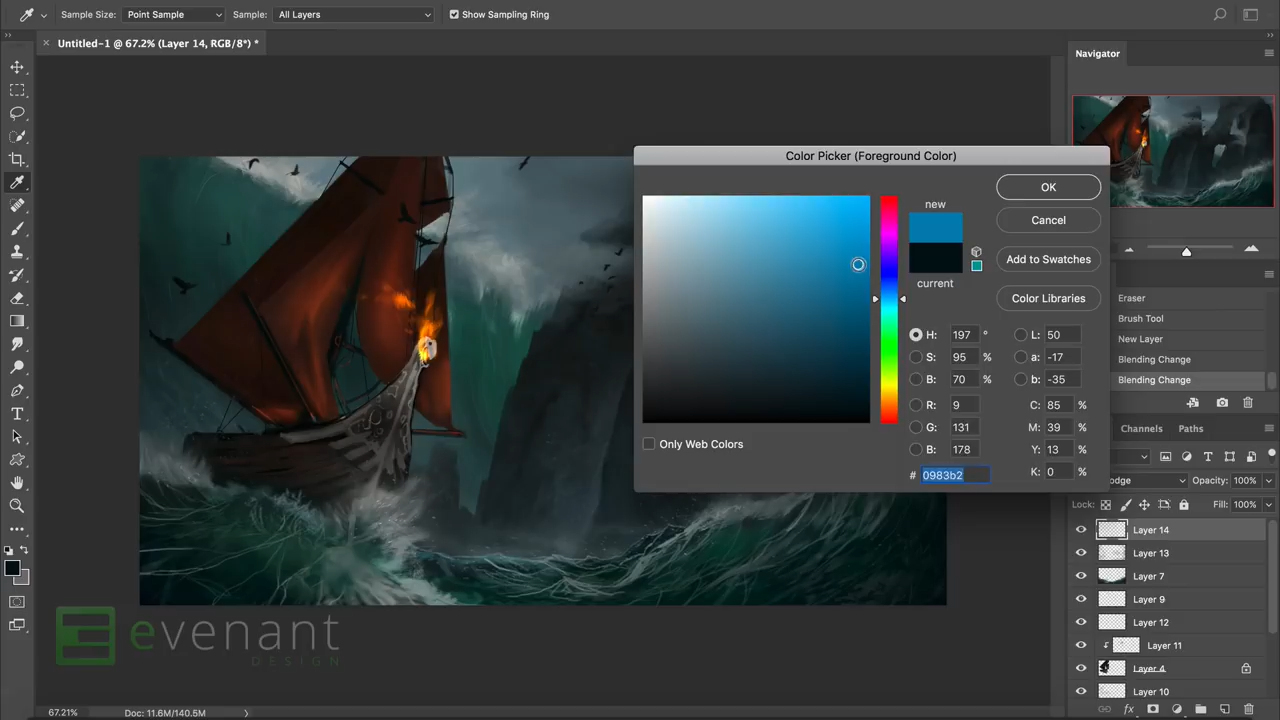 Sample Size: Point Sample Sample: All Layers Show Sampling Ring
Untitled-1 @ 67.2% (Layer 14, RGB/8*) *
Navigator
Color Picker (Foreground Color)
OK
new
Cancel
Add to Swatches
current
Color Libraries
H: 197 ° L: 50
S: 95 % a: -17
B: 70 % b: -35
R: 9 C: 85 %
G: 131 M: 39 %
B: 178 Y: 13 %
K: 0 %
# 0983b2
Only Web Colors
Eraser
Brush Tool
New Layer
Blending Change
Blending Change
Channels Paths
Opacity: 100%
Lock: Fill: 100%
Layer 14
Layer 13
Layer 7
Layer 9
Layer 12
Layer 11
Layer 4
Layer 10
evenant
DESIGN
67.21% Doc: 11.6M/140.5M